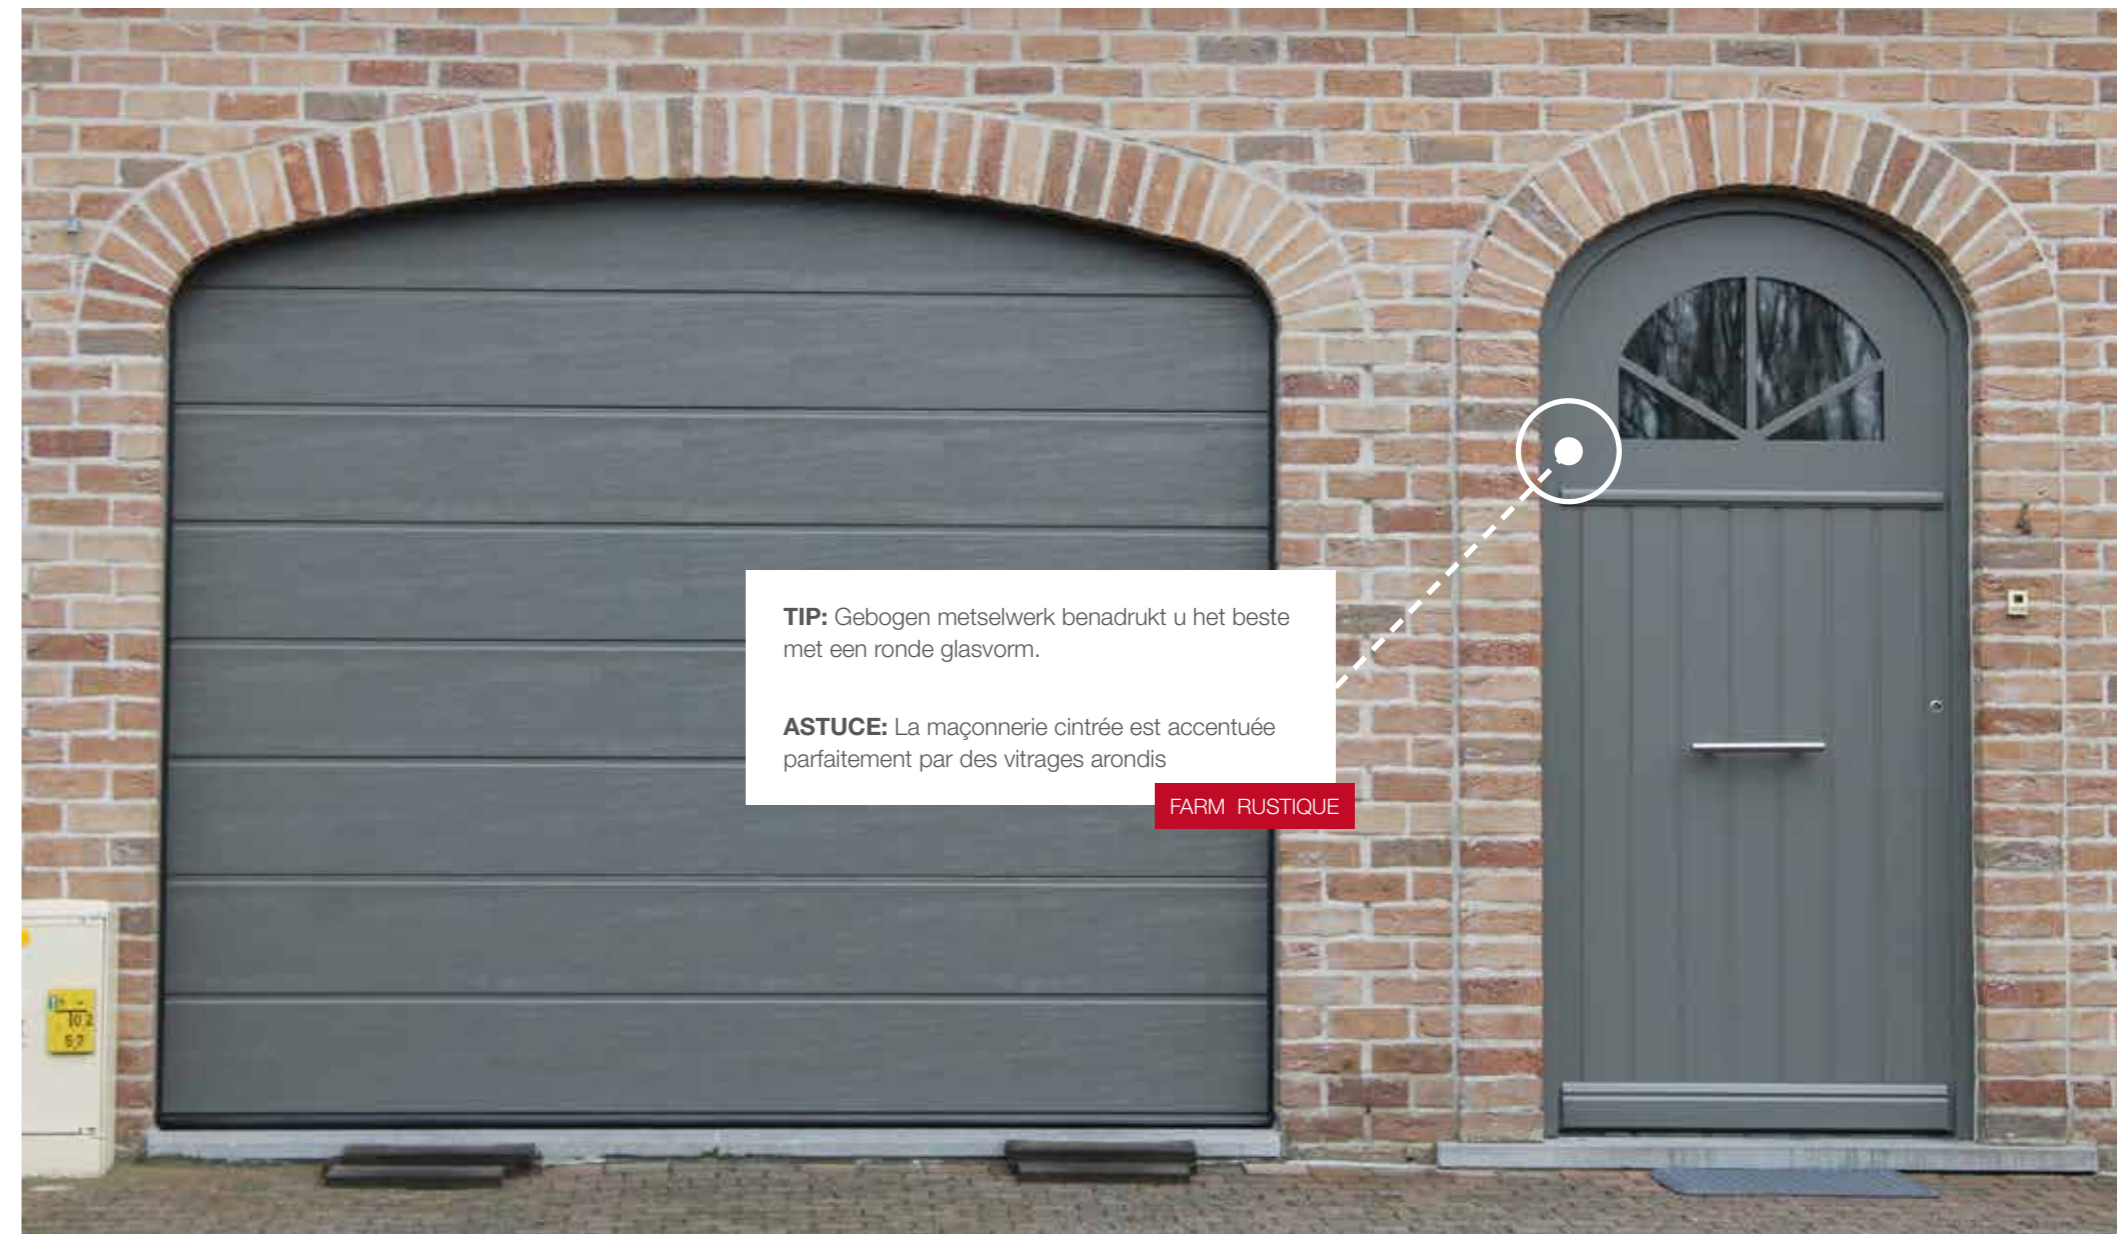 TIP: Gebogen metselwerk benadrukt u het beste
met een ronde glasvorm.
ASTUCE: La maçonnerie cintrée est accentuée
parfaitement par des vitrages arondis
FARM RUSTIQUE